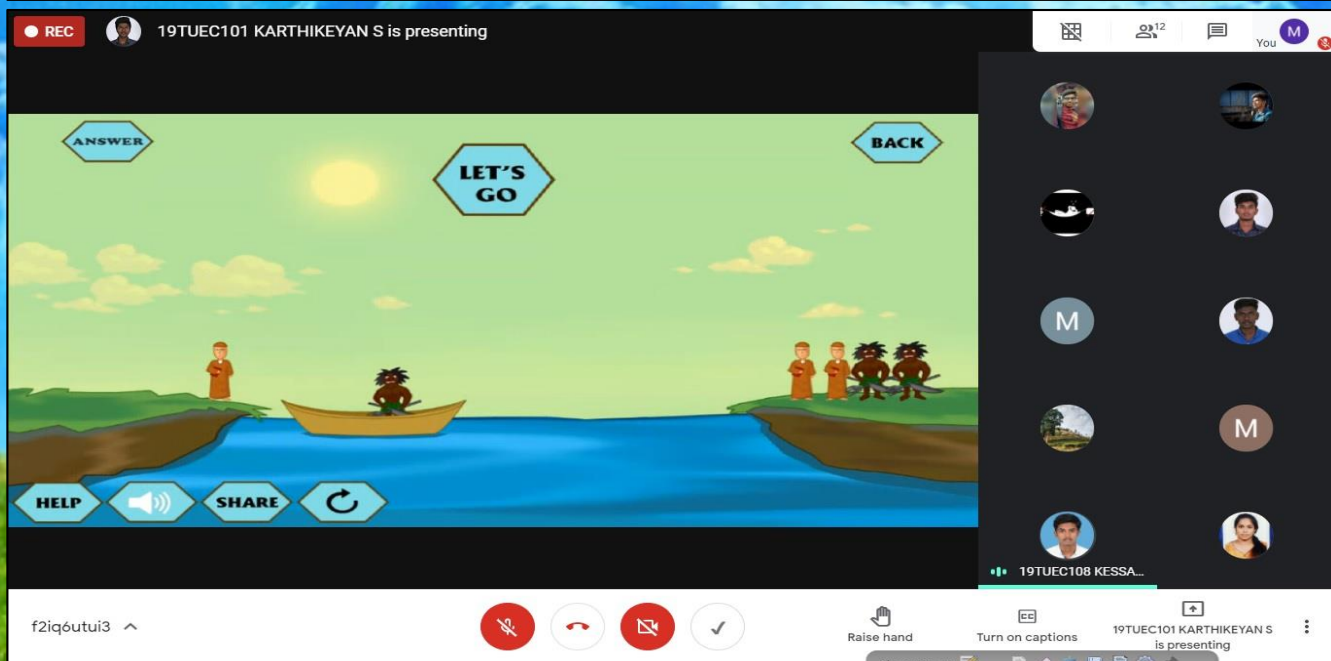 REC
19TUEC101 KARTHIKEYAN S is presenting
12
You
M
ANSWER
LET'S
GO
BACK
M
M
HELP
SHARE
19TUEC108 KESSA...
f2iq6utui3
Raise hand
CC
Turn on captions
19TUEC101 KARTHIKEYAN S
is presenting